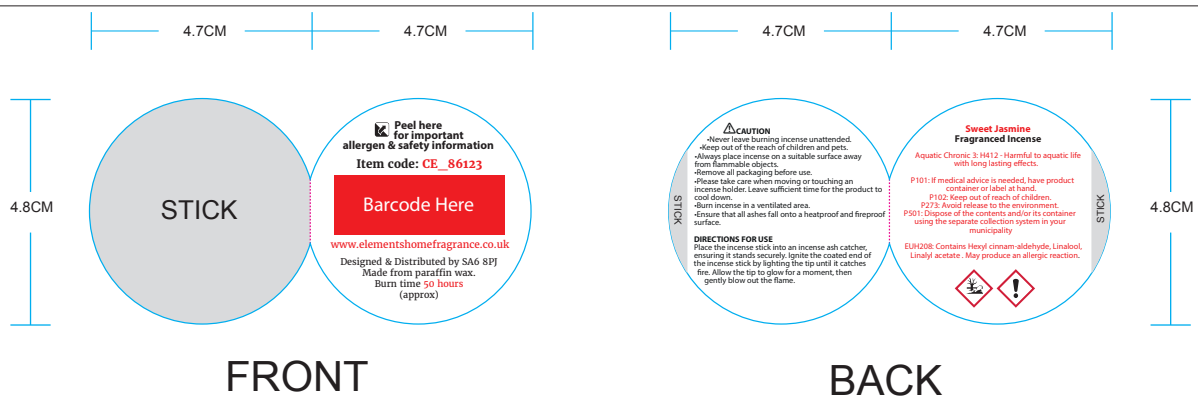 4.7CM
4.7CM
4.7CM
4.7CM
4.8CM
STICK
Peel here
for important
allergen & safety information
Item code: CE_86123
Barcode Here
www.elementshomefragrance.co.uk
Designed & Distributed by SA6 8PJ
Made from paraffin wax.
Burn time 50 hours
(approx)
FRONT
STICK
CAUTION
•Never leave burning incense unattended.
•Keep out of the reach of children and pets.
•Always place incense on a suitable surface away
from flammable objects.
•Remove all packaging before use.
•Please take care when moving or touching an
incense holder. Leave sufficient time for the product to
cool down.
•Burn incense in a ventilated area.
•Ensure that all ashes fall onto a heatproof and fireproof
surface.
DIRECTIONS FOR USE
Place the incense stick into an incense ash catcher,
ensuring it stands securely. Ignite the coated end of
the incense stick by lighting the tip until it catches
fire. Allow the tip to glow for a moment, then
gently blow out the flame.
Sweet Jasmine
Fragranced Incense
Aquatic Chronic 3: H412 - Harmful to aquatic life
with long lasting effects.
P101: If medical advice is needed, have product
container or label at hand.
P102: Keep out of reach of children.
P273: Avoid release to the environment.
P501: Dispose of the contents and/or its container
using the separate collection system in your
municipality
EUH208: Contains Hexyl cinnam-aldehyde, Linalool,
Linalyl acetate . May produce an allergic reaction.
STICK
4.8CM
BACK